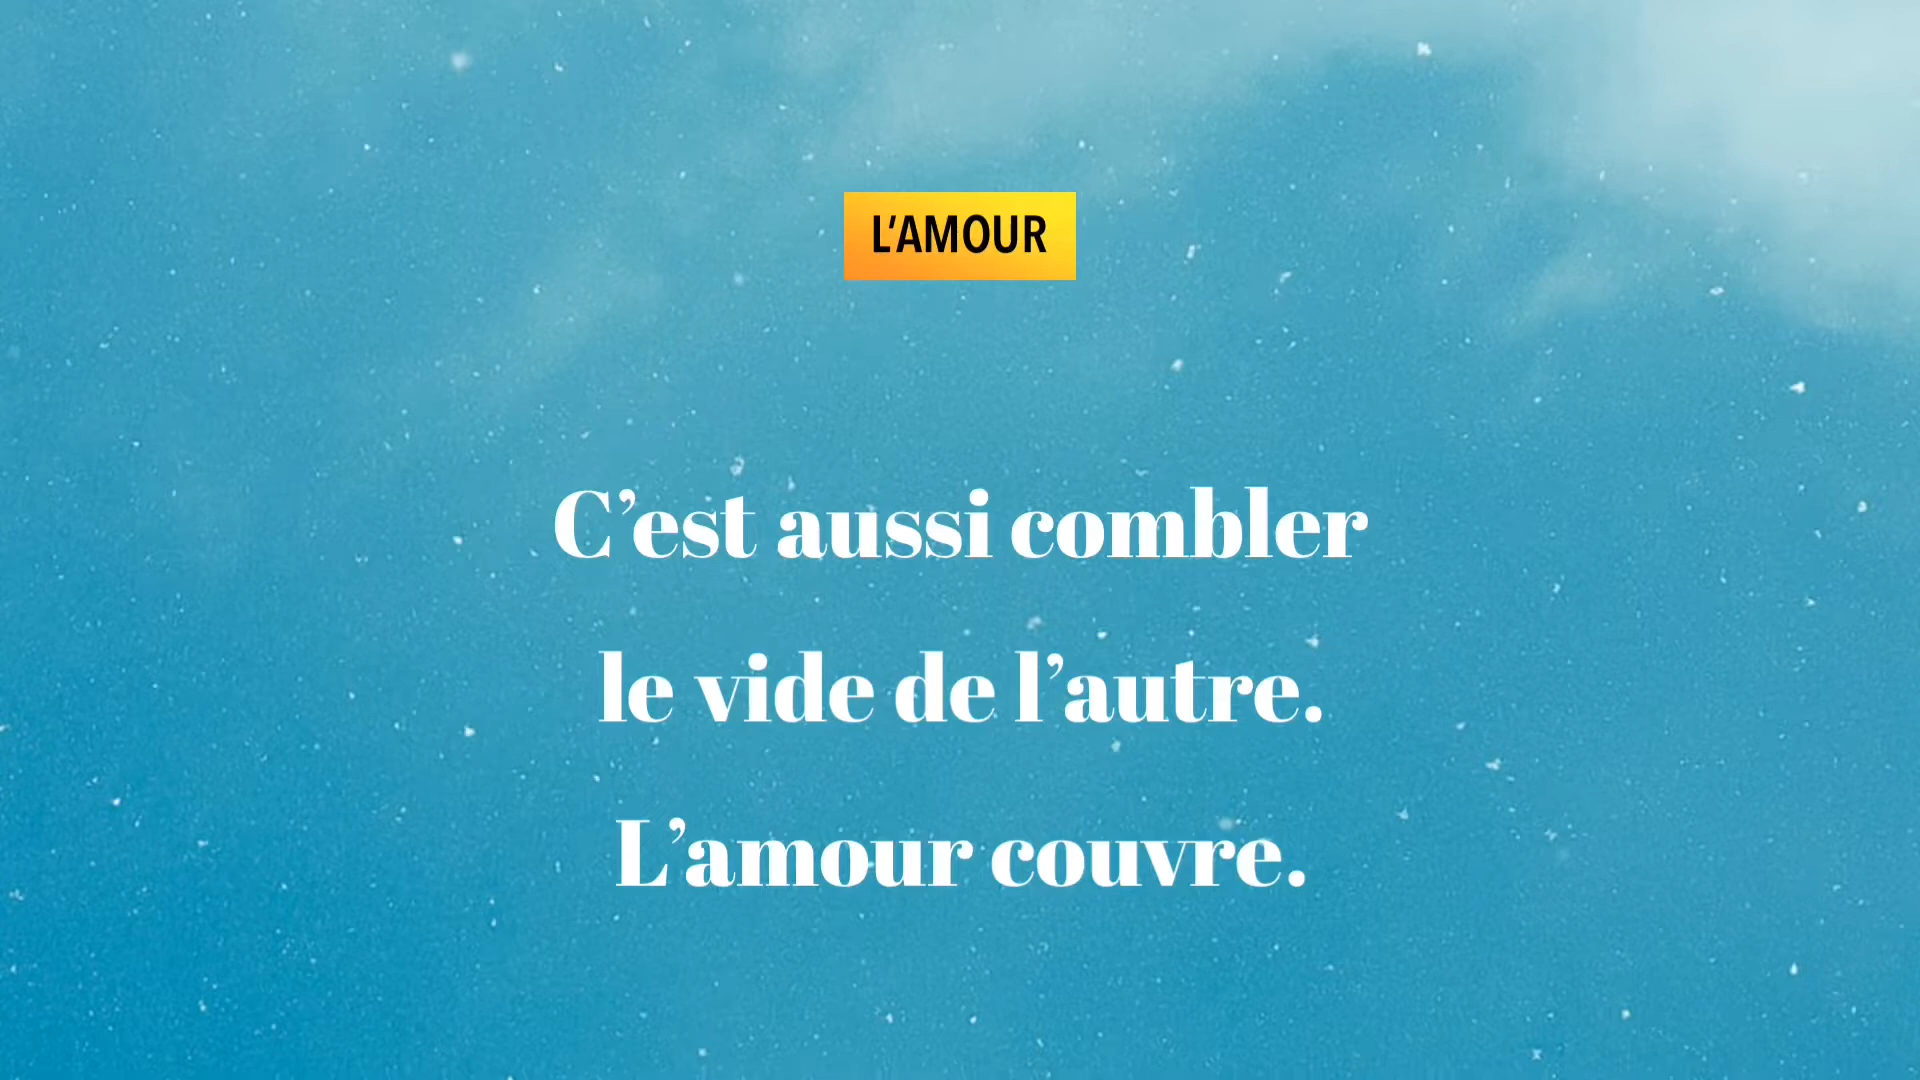 L’AMOUR
C’est aussi combler
le vide de l’autre.
L’amour couvre.